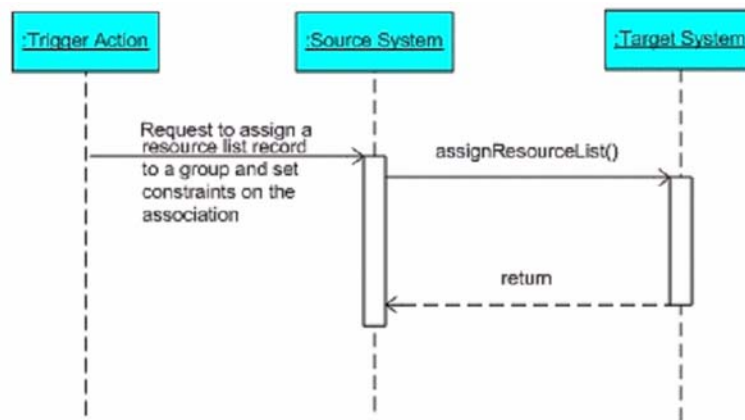 :Trigger Action
:Source System
:Target System
Request to assign a
resource list record
to a group and set
constraints on the
association
assignResourceList()
return